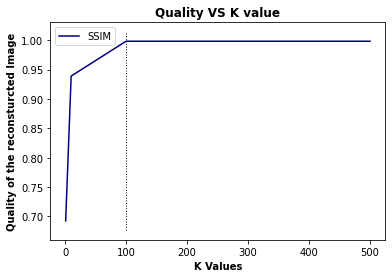 Quality VS K value
SSIM
Quality of the reconsturcted Image
1.00
0.95
0.90
0.85
0.80
0.75
0.70
0 100 200 300 400 500
K Values